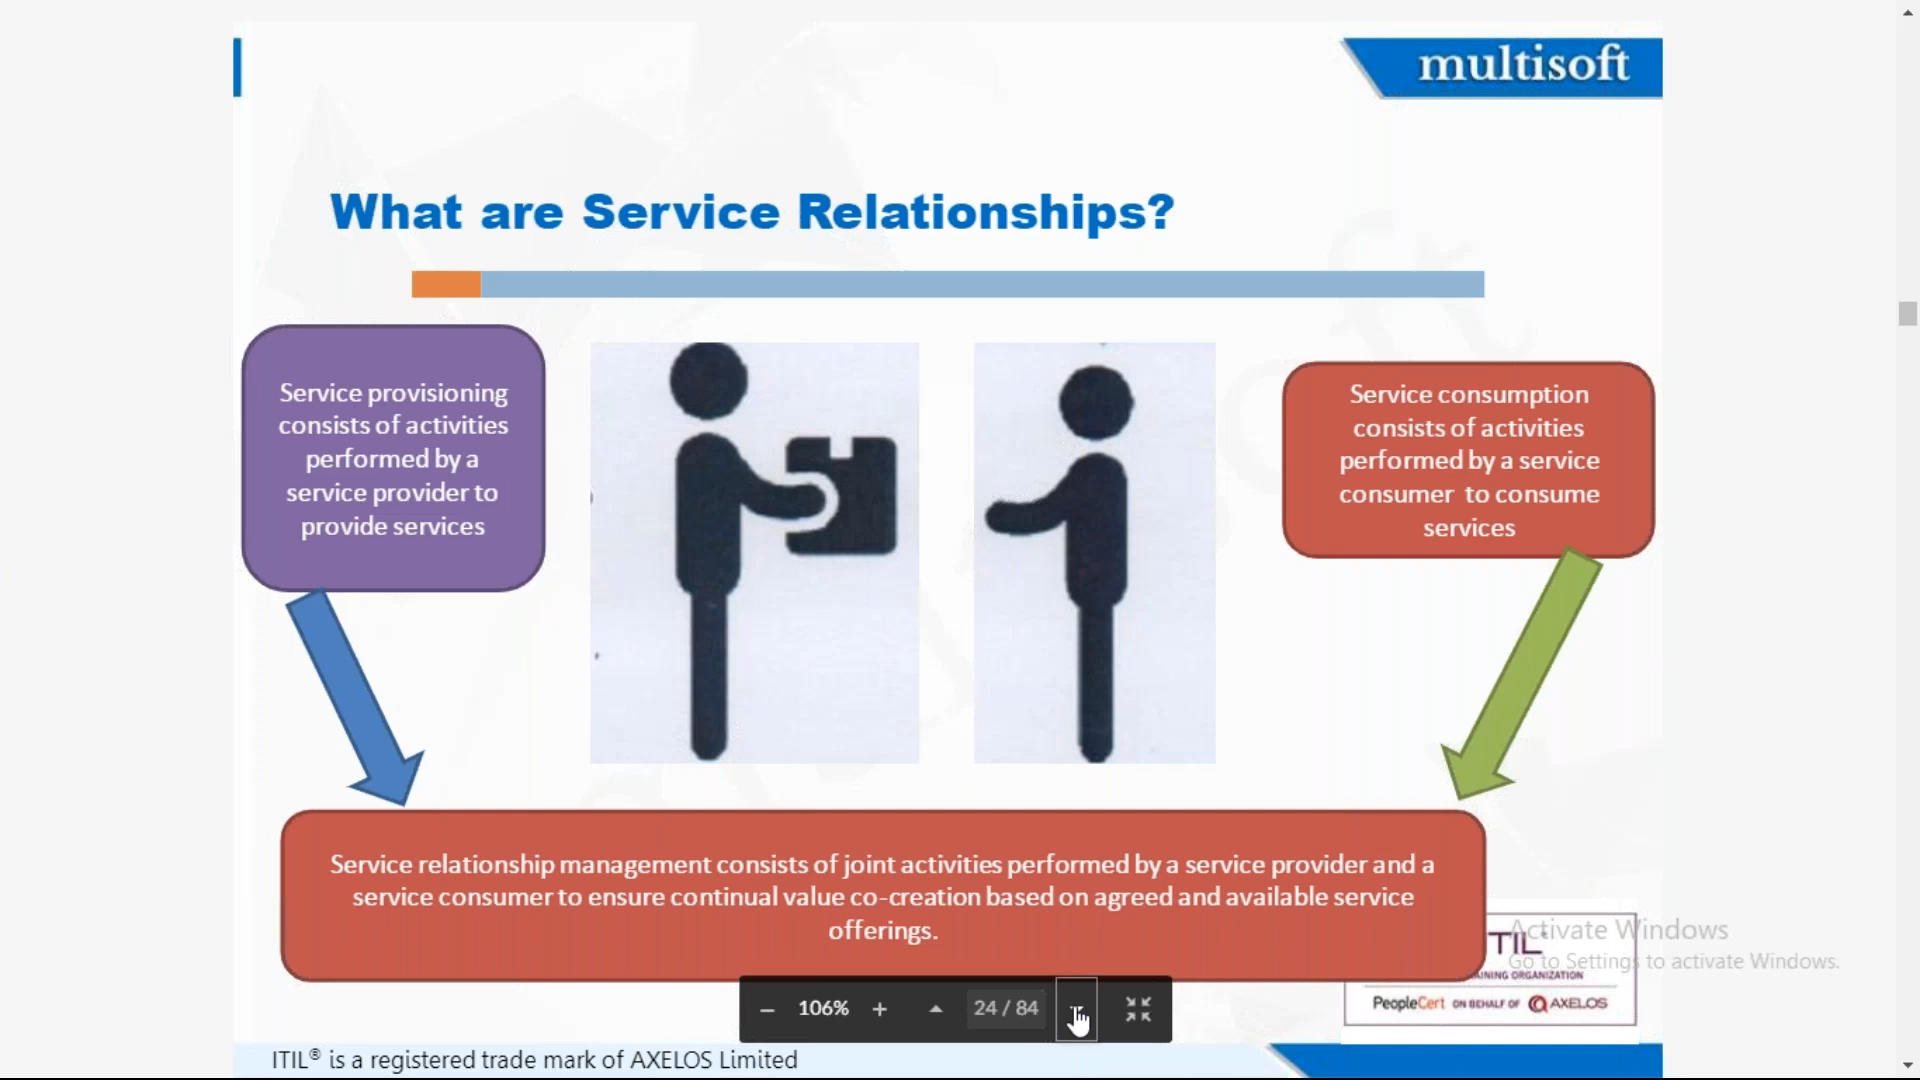 multisoft
What are Service Relationships?
Service provisioning
consists of activities
performed by a
service provider to
provide services
Service consumption
consists of activities
performed by a service
consumer to consume
services
Service relationship management consists of joint activities performed by a service provider and a
service consumer to ensure continual value co-creation based on agreed and available service
offerings.
Activate Windows
Go to Settings to activate Windows.
TIL
AINING ORGANIZATION
PeopleCert ON BEHALF OF AXELOS
106%
24 / 84
ITIL® is a registered trade mark of AXELOS Limited